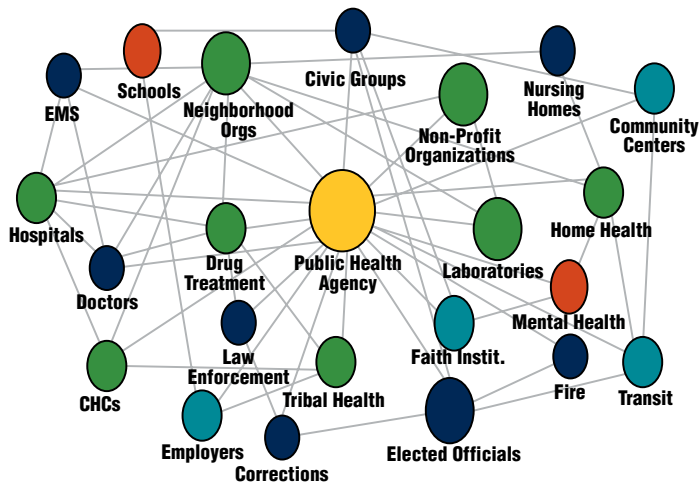 Schools
Civic Groups
EMS
Neighborhood
Orgs
Nursing
Homes
Non-Profit
Organizations
Community
Centers
Hospitals
Drug
Treatment
Public Health
Agency
Laboratories
Home Health
Doctors
Law
Enforcement
Faith Instit.
Mental Health
CHCs
Tribal Health
Fire
Transit
Employers
Corrections
Elected Officials